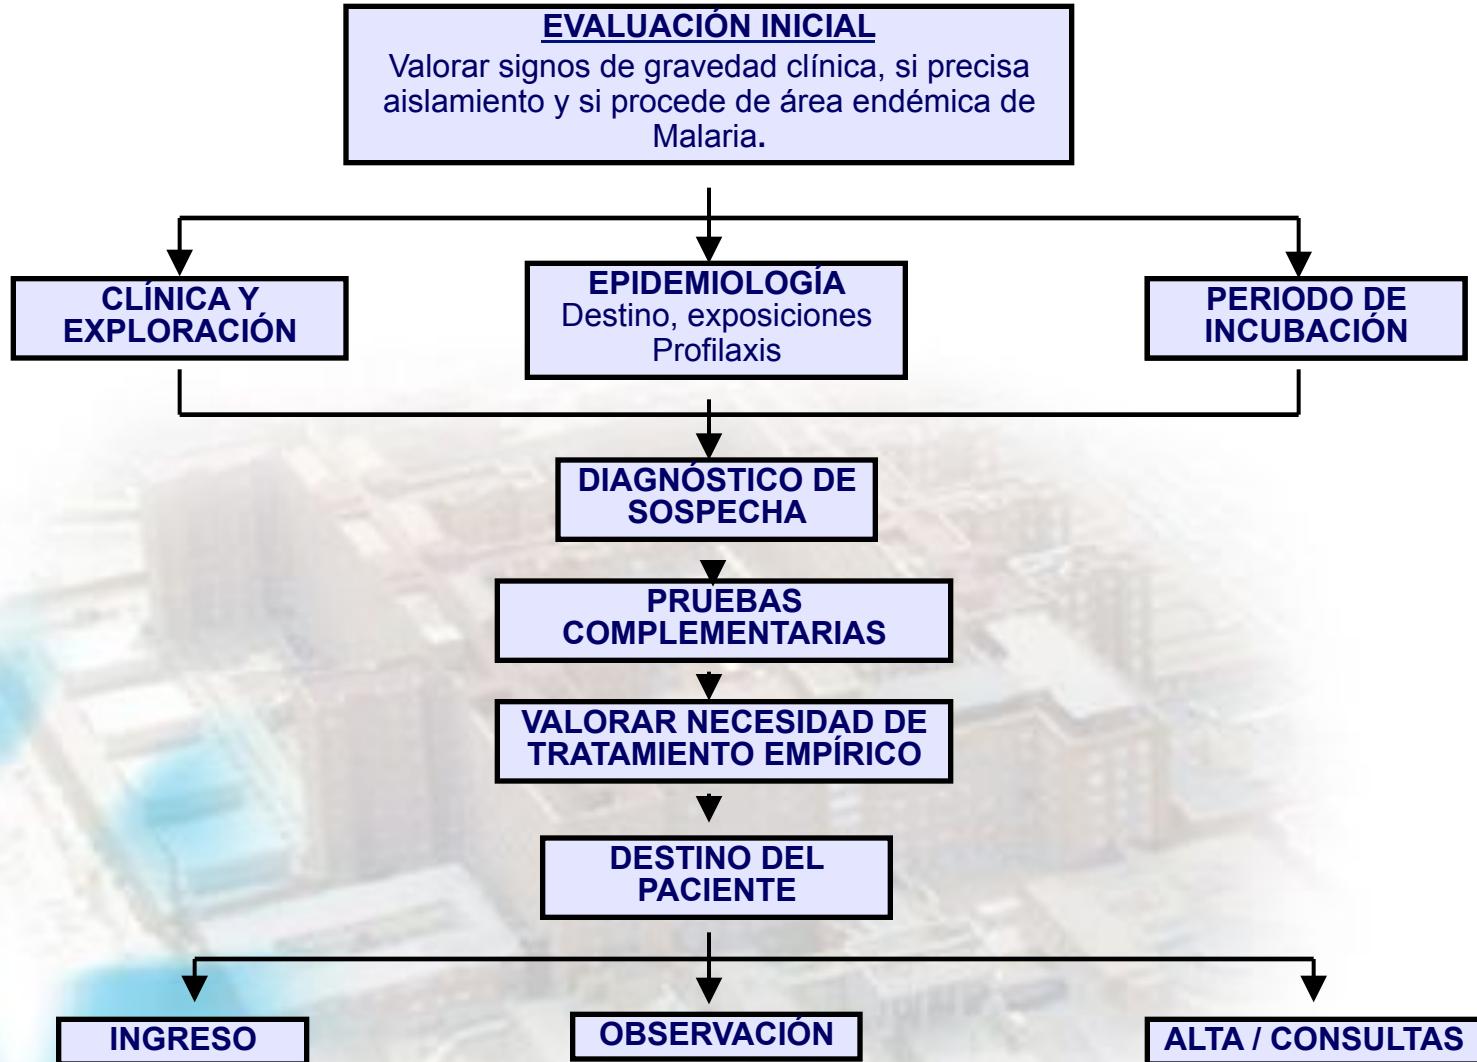 EVALUACIÓN INICIAL
Valorar signos de gravedad clínica, si precisa
aislamiento y si procede de área endémica de
Malaria.
CLÍNICA Y
EXPLORACIÓN
EPIDEMIOLOGÍA
Destino, exposiciones
Profilaxis
PERIODO DE
INCUBACIÓN
DIAGNÓSTICO DE
SOSPECHA
PRUEBAS
COMPLEMENTARIAS
VALORAR NECESIDAD DE
TRATAMIENTO EMPÍRICO
DESTINO DEL
PACIENTE
INGRESO
OBSERVACIÓN
ALTA / CONSULTAS